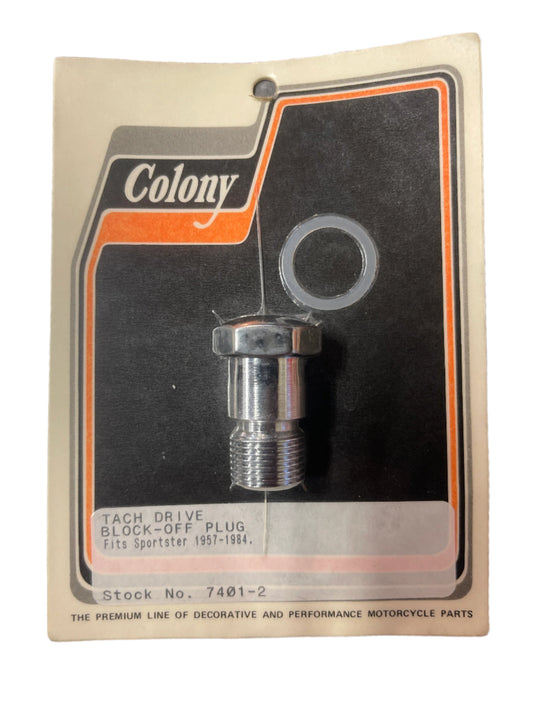 Colony
TACH DRIVE
BLOCK-OFF PLUG
Fits Sportster 1957-1984.
Stock No. 7401-2
THE PREMIUM LINE OF DECORATIVE AND PERFORMANCE MOTORCYCLE PARTS